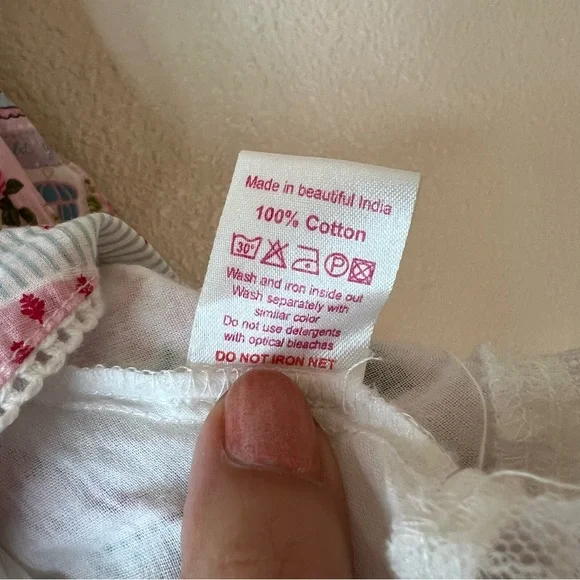 Made in beautiful India
100% Cotton
30° P
Wash and iron inside out
Wash separately with
similar color
Do not use detergents
with optical bleaches
DO NOT IRON NET